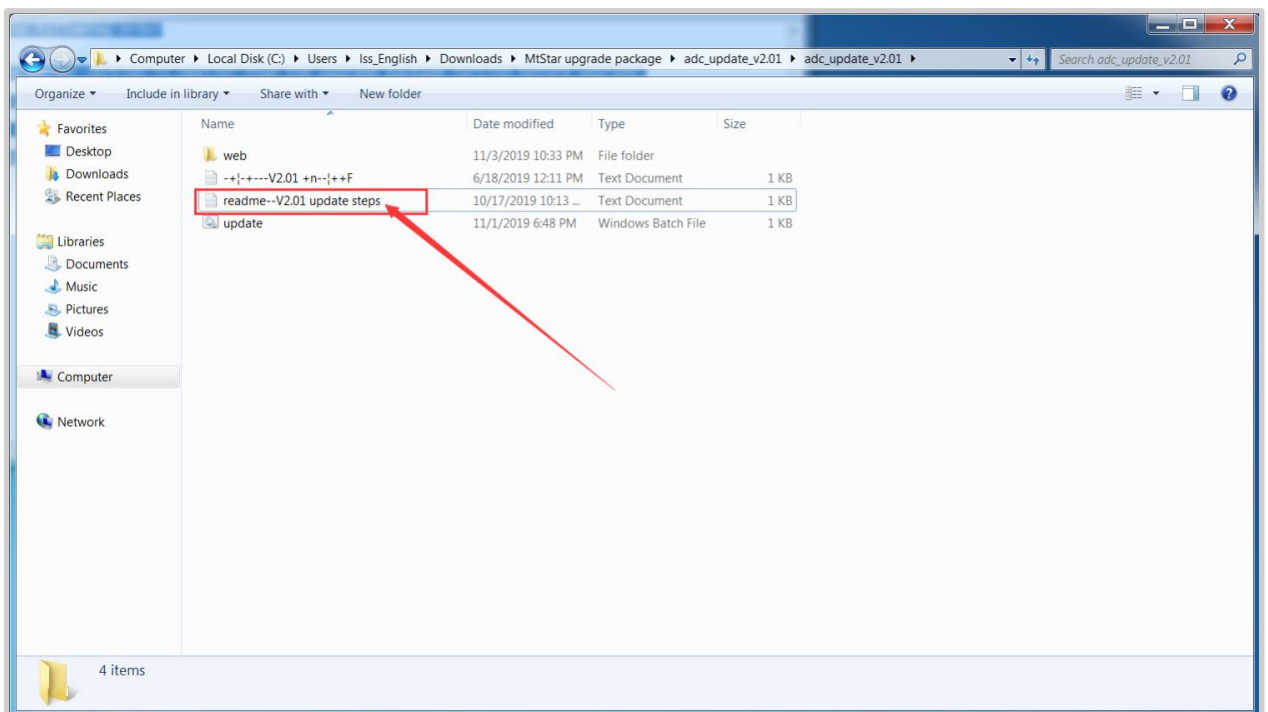 Computer ▸ Local Disk (C:) ▸ Users ▸ lss_English ▸ Downloads ▸ MtStar upgrade package ▸ adc_update_v2.01 ▸ adc_update_v2.01 ▸
Search adc_update_v2.01
Organize Include in library Share with New folder
Favorites
Desktop
Downloads
Recent Places
Libraries
Documents
Music
Pictures
Videos
Computer
Network
Name Date modified Type Size
web 11/3/2019 10:33 PM File folder
-+¦-+---V2.01 +n--¦++F 6/18/2019 12:11 PM Text Document 1 KB
readme--V2.01 update steps 10/17/2019 10:13 ... Text Document 1 KB
update 11/1/2019 6:48 PM Windows Batch File 1 KB
4 items